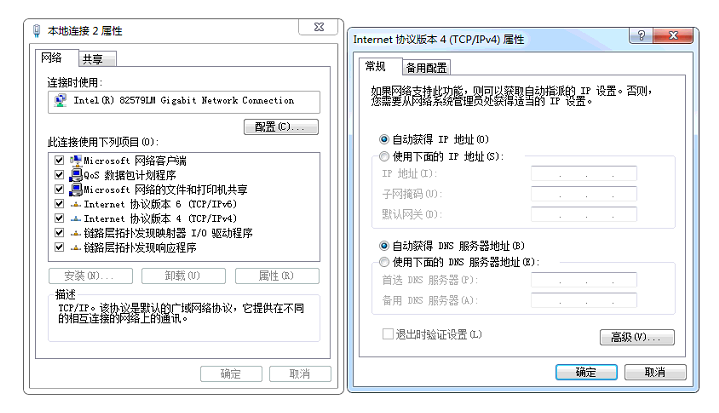 本地连接 2 属性
网络
共享
连接时使用:
Intel(R) 82579LM Gigabit Network Connection
配置(C)...
此连接使用下列项目(O):
Microsoft 网络客户端
QoS 数据包计划程序
Microsoft 网络的文件和打印机共享
Internet 协议版本 6 (TCP/IPv6)
Internet 协议版本 4 (TCP/IPv4)
链路层拓扑发现映射器 I/O 驱动程序
链路层拓扑发现响应程序
安装(N)...
卸载(U)
属性(R)
描述
TCP/IP。该协议是默认的广域网络协议，它提供在不同
的相互连接的网络上的通讯。
确定
取消
Internet 协议版本 4 (TCP/IPv4) 属性
常规
备用配置
如果网络支持此功能，则可以获取自动指派的 IP 设置。否则，
您需要从网络系统管理员处获得适当的 IP 设置。
自动获得 IP 地址(O)
使用下面的 IP 地址(S):
IP 地址(I):
子网掩码(U):
默认网关(D):
自动获得 DNS 服务器地址(B)
使用下面的 DNS 服务器地址(E):
首选 DNS 服务器(P):
备用 DNS 服务器(A):
退出时验证设置(L)
高级(V)...
确定
取消